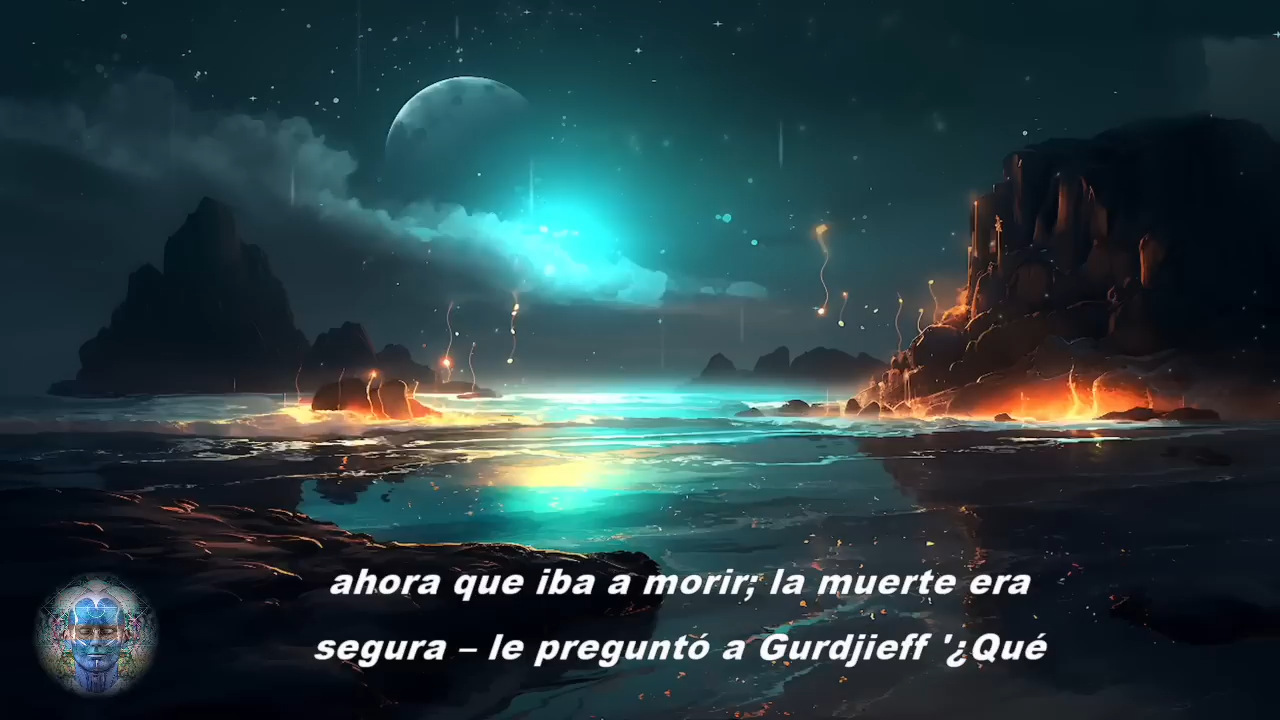 ahora que iba a morir; la muerte era
segura – le preguntó a Gurdjieff '¿Qué